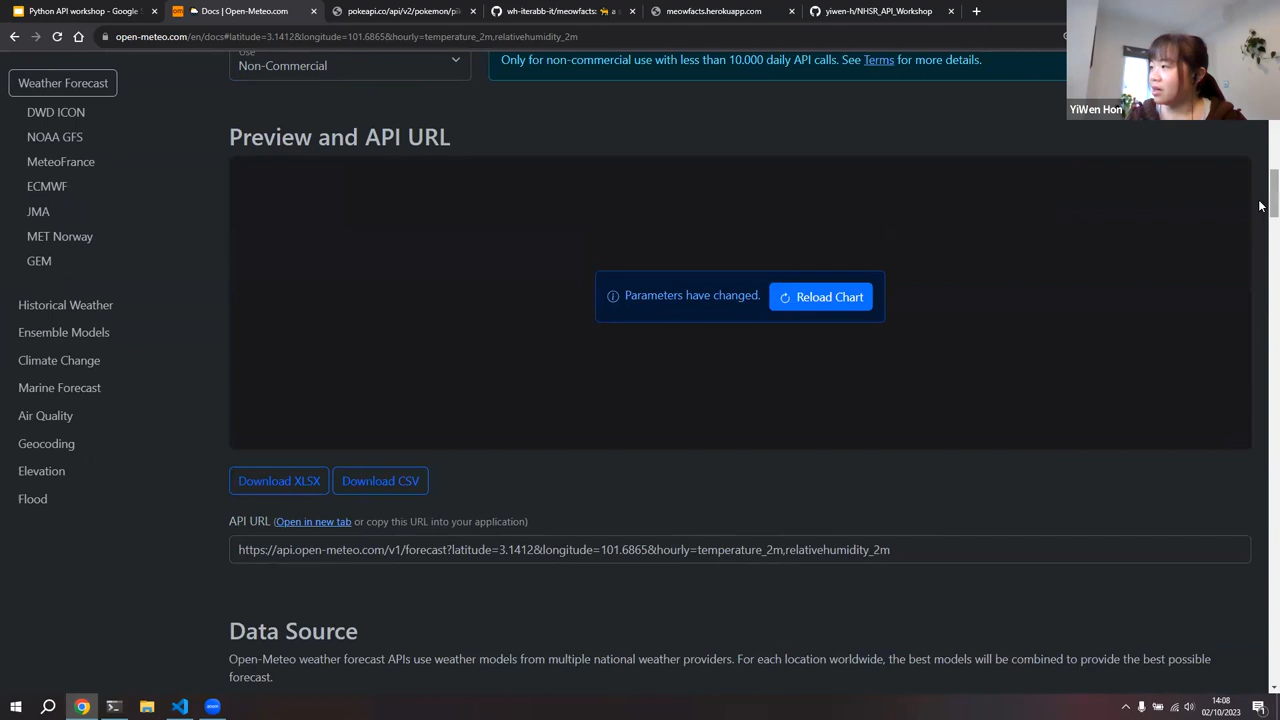 Python API workshop - Google S
Docs | Open-Meteo.com
pokeapi.co/api/v2/pokemon/pi
wh-iterabb-it/meowfacts: 🐈 a s
meowfacts.herokuapp.com
yiwen-h/NHSR_API_Workshop
open-meteo.com/en/docs#latitude=3.1412&longitude=101.6865&hourly=temperature_2m,relativehumidity_2m
YiWen Hon
Weather Forecast
DWD ICON
NOAA GFS
MeteoFrance
ECMWF
JMA
MET Norway
GEM
Historical Weather
Ensemble Models
Climate Change
Marine Forecast
Air Quality
Geocoding
Elevation
Flood
Use
Non-Commercial
Only for non-commercial use with less than 10.000 daily API calls. See Terms for more details.
Preview and API URL
Parameters have changed. Reload Chart
Download XLSX Download CSV
API URL (Open in new tab or copy this URL into your application)
https://api.open-meteo.com/v1/forecast?latitude=3.1412&longitude=101.6865&hourly=temperature_2m,relativehumidity_2m
Data Source
Open-Meteo weather forecast APIs use weather models from multiple national weather providers. For each location worldwide, the best models will be combined to provide the best possible
forecast.
om
zoom
14:08
02/10/2023
1